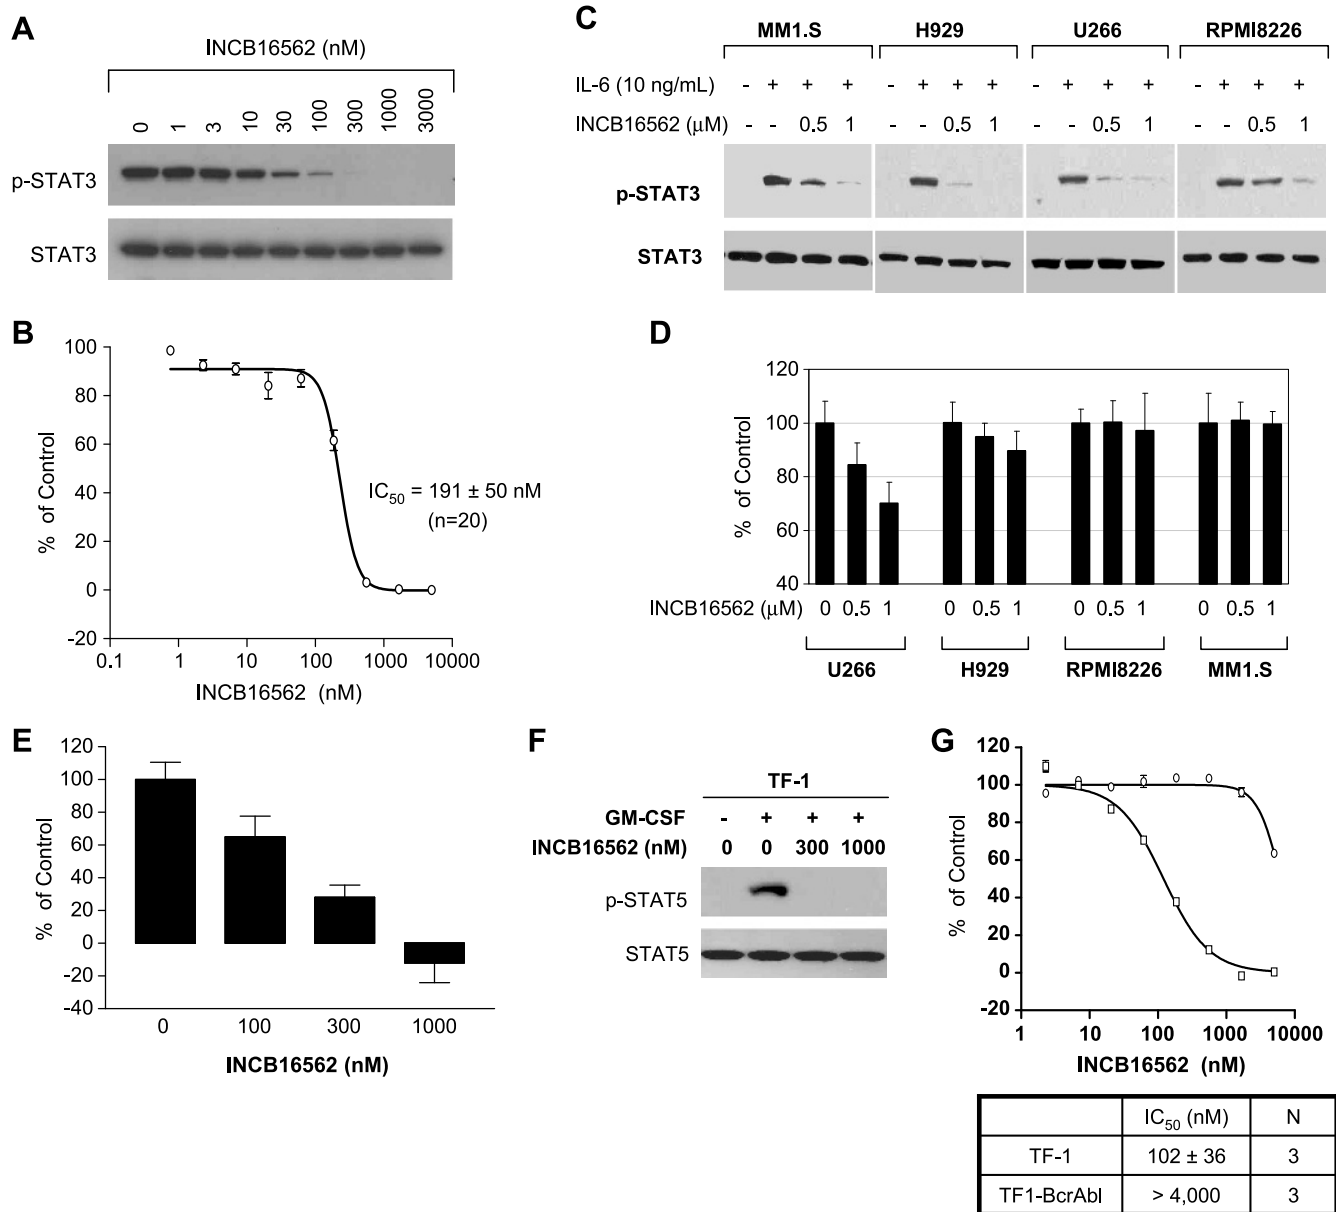 A
INCB16562 (nM)
0 1 3 10 30 100 300 1000 3000
p-STAT3
STAT3
B
100
80
60
40
20
0
-20
% of Control
IC50 = 191 ± 50 nM
(n=20)
0.1 1 10 100 1000 10000
INCB16562 (nM)
C
MM1.S H929 U266 RPMI8226
IL-6 (10 ng/mL) - + + + - + + + - + + + - + + +
INCB16562 (μM) - - 0.5 1 - - 0.5 1 - - 0.5 1 - - 0.5 1
p-STAT3
STAT3
D
120
100
80
60
40
% of Control
INCB16562 (μM) 0 0.5 1 0 0.5 1 0 0.5 1 0 0.5 1
U266 H929 RPMI8226 MM1.S
E
120
100
80
60
40
20
0
-20
-40
% of Control
0 100 300 1000
INCB16562 (nM)
F
TF-1
GM-CSF - + + +
INCB16562 (nM) 0 0 300 1000
p-STAT5
STAT5
G
120
100
80
60
40
20
0
-20
% of Control
1 10 100 1000 10000
INCB16562 (nM)
IC50 (nM) N
TF-1 102 ± 36 3
TF1-BcrAbl > 4,000 3